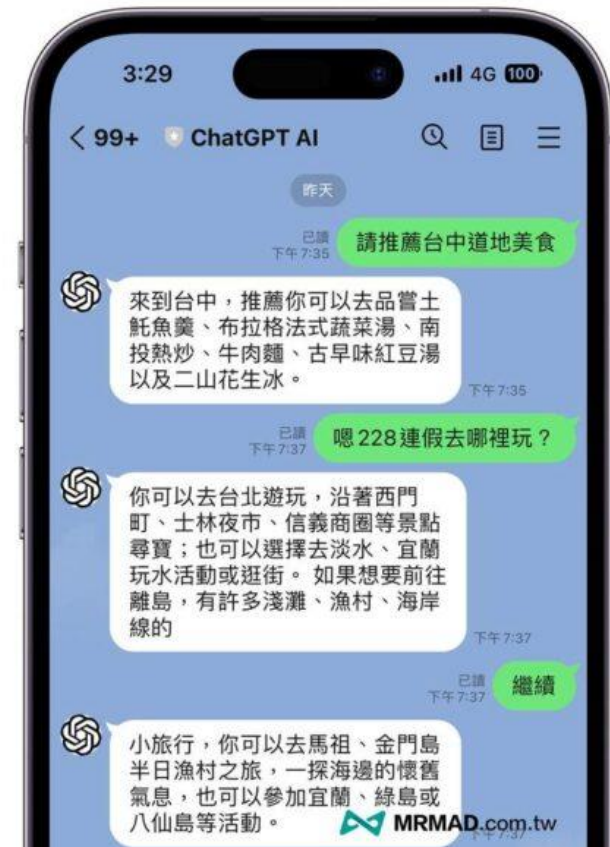 3:29
4G 100
99+ ChatGPT AI
昨天
已讀
下午 7:35
請推薦台中道地美食
來到台中，推薦你可以去品嘗土
魠魚羹、布拉格法式蔬菜湯、南
投熱炒、牛肉麵、古早味紅豆湯
以及二山花生冰。
下午 7:35
已讀
下午 7:37
嗯228連假去哪裡玩？
你可以去台北遊玩，沿著西門
町、士林夜市、信義商圈等景點
尋寶；也可以選擇去淡水、宜蘭
玩水活動或逛街。 如果想要前往
離島，有許多淺灘、漁村、海岸
線的
下午 7:37
已讀
下午 7:37
繼續
小旅行，你可以去馬祖、金門島
半日漁村之旅，一探海邊的懷舊
氣息，也可以參加宜蘭、綠島或
八仙島等活動。
下午 7:37
MRMAD.com.tw